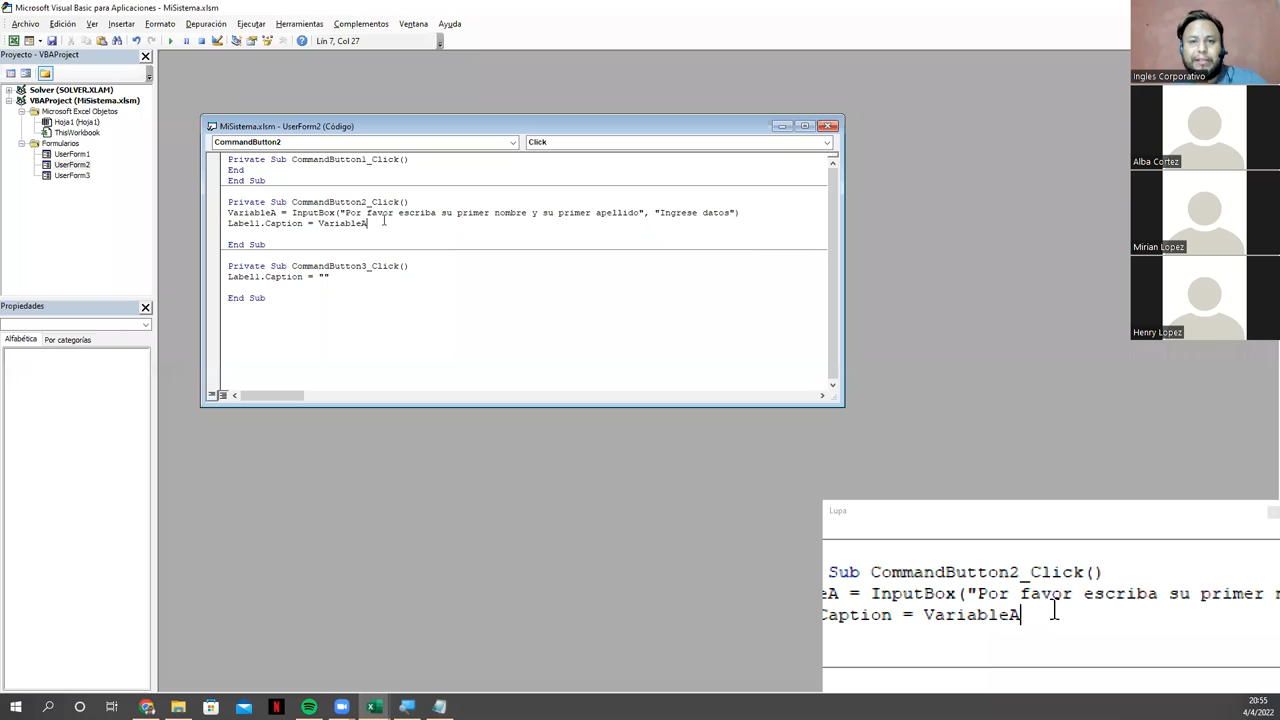 Microsoft Visual Basic para Aplicaciones - MiSistema.xlsm
Archivo Edición Ver Insertar Formato Depuración Ejecutar Herramientas Complementos Ventana Ayuda
Lín 7, Col 27
Proyecto - VBAProject
Solver (SOLVER.XLAM)
VBAProject (MiSistema.xlsm)
Microsoft Excel Objetos
Hoja1 (Hoja1)
ThisWorkbook
Formularios
UserForm1
UserForm2
UserForm3
Propiedades
Alfabética Por categorías
MiSistema.xlsm - UserForm2 (Código)
CommandButton2 Click
Private Sub CommandButton1_Click()
End
End Sub
Private Sub CommandButton2_Click()
VariableA = InputBox("Por favor escriba su primer nombre y su primer apellido", "Ingrese datos")
Label1.Caption = VariableA
End Sub
Private Sub CommandButton3_Click()
Label1.Caption = ""
End Sub
Ingles Corporativo
Alba Cortez
Mirian Lopez
Henry Lopez
Lupa
Sub CommandButton2_Click()
eA = InputBox("Por favor escriba su primer n
Caption = VariableA
20:55
4/4/2022